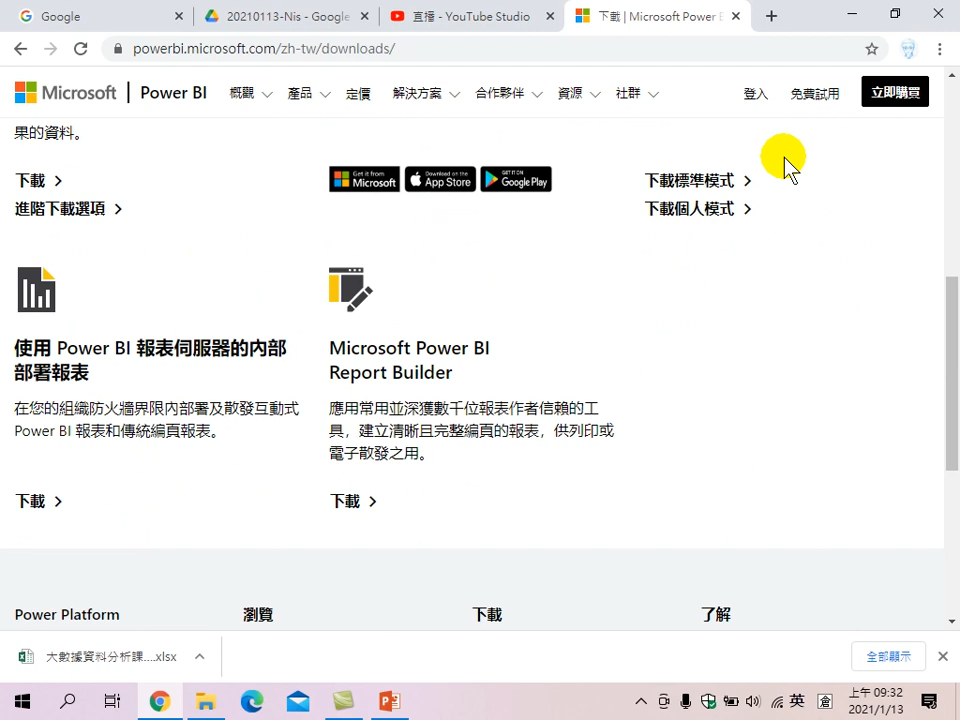 Google
20210113-Nis - Google
直播 - YouTube Studio
下載 | Microsoft Power B
powerbi.microsoft.com/zh-tw/downloads/
Microsoft
Power BI
概觀
產品
定價
解決方案
合作夥伴
資源
社群
登入
免費試用
立即購買
果的資料。
下載
進階下載選項
Get it from
Microsoft
Download on the
App Store
GET IT ON
Google Play
下載標準模式
下載個人模式
使用 Power BI 報表伺服器的內部
部署報表
在您的組織防火牆界限內部署及散發互動式
Power BI 報表和傳統編頁報表。
下載
Microsoft Power BI
Report Builder
應用常用並深獲數千位報表作者信賴的工
具，建立清晰且完整編頁的報表，供列印或
電子散發之用。
下載
Power Platform
瀏覽
下載
了解
大數據資料分析課....xlsx
全部顯示
英
倉
上午 09:32
2021/1/13